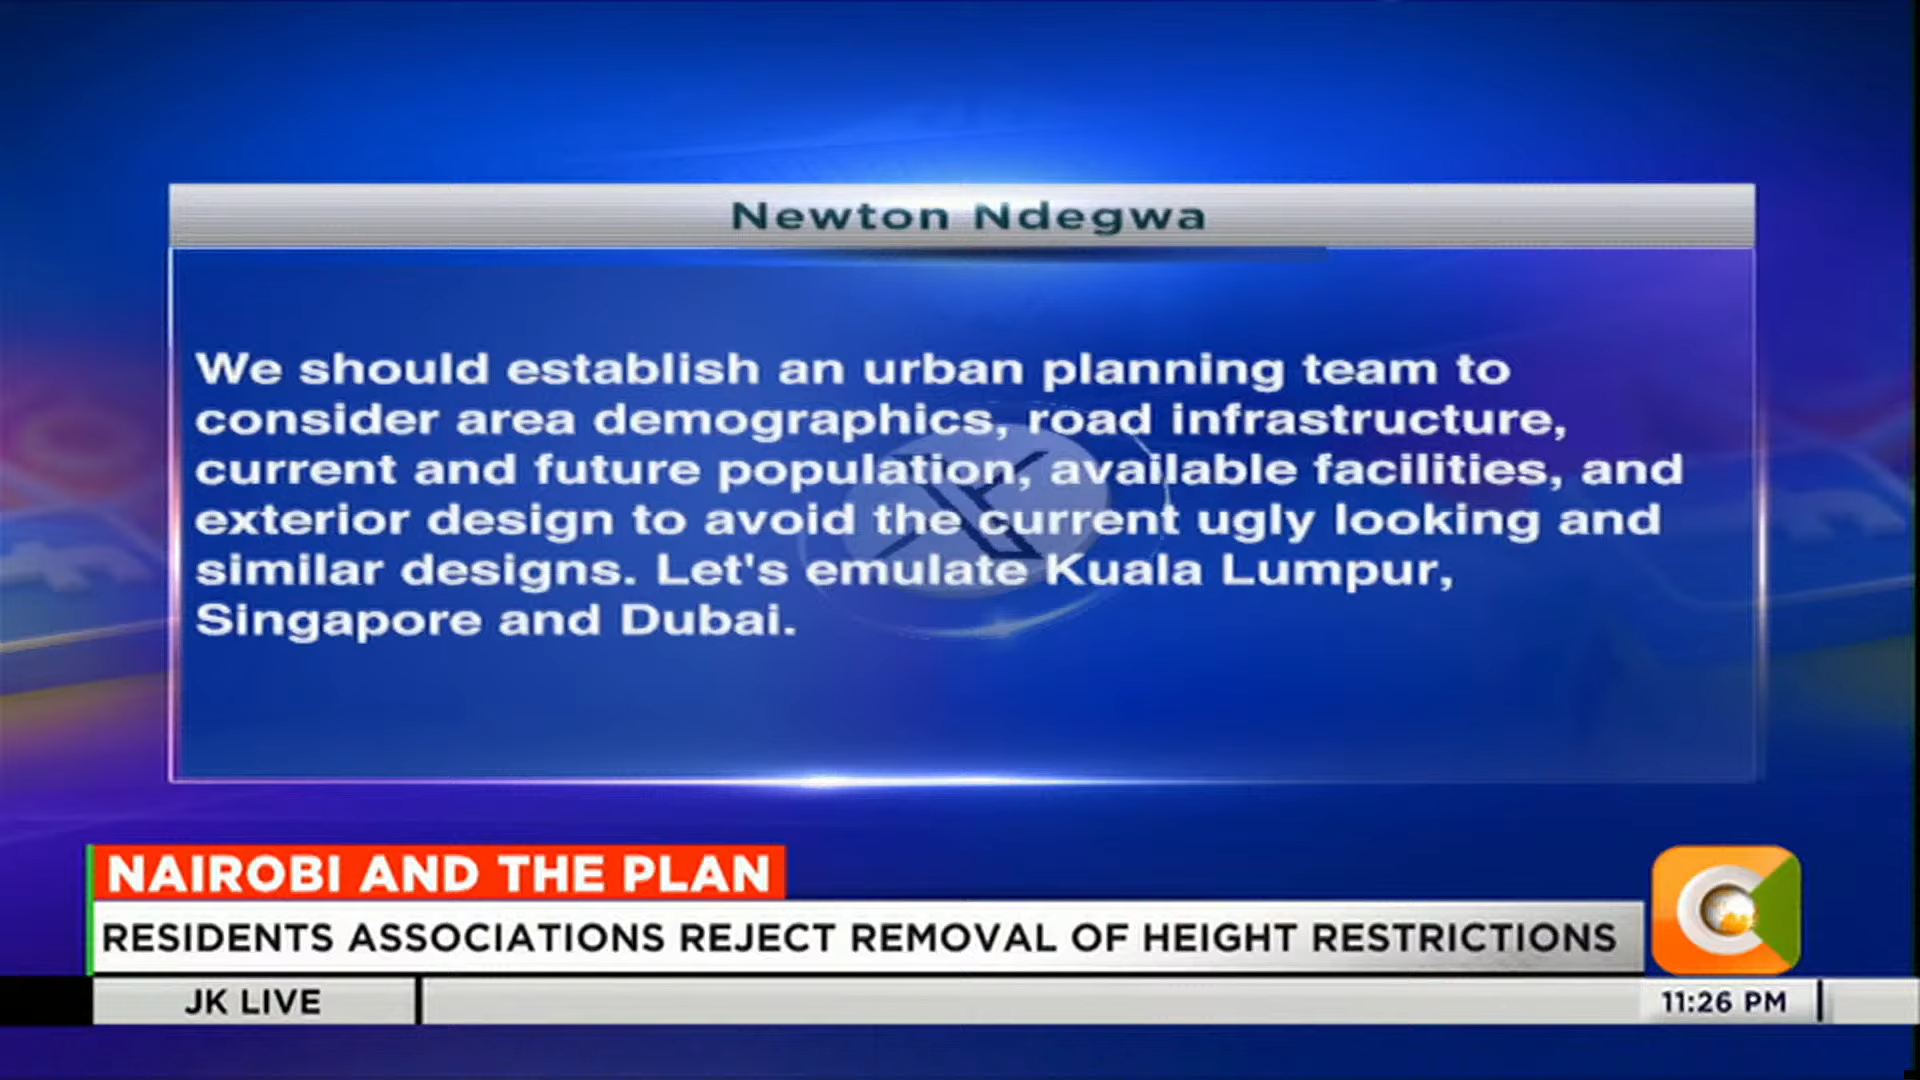 Newton Ndegwa
We should establish an urban planning team to
consider area demographics, road infrastructure,
current and future population, available facilities, and
exterior design to avoid the current ugly looking and
similar designs. Let's emulate Kuala Lumpur,
Singapore and Dubai.
NAIROBI AND THE PLAN
RESIDENTS ASSOCIATIONS REJECT REMOVAL OF HEIGHT RESTRICTIONS
JK LIVE
11:26 PM